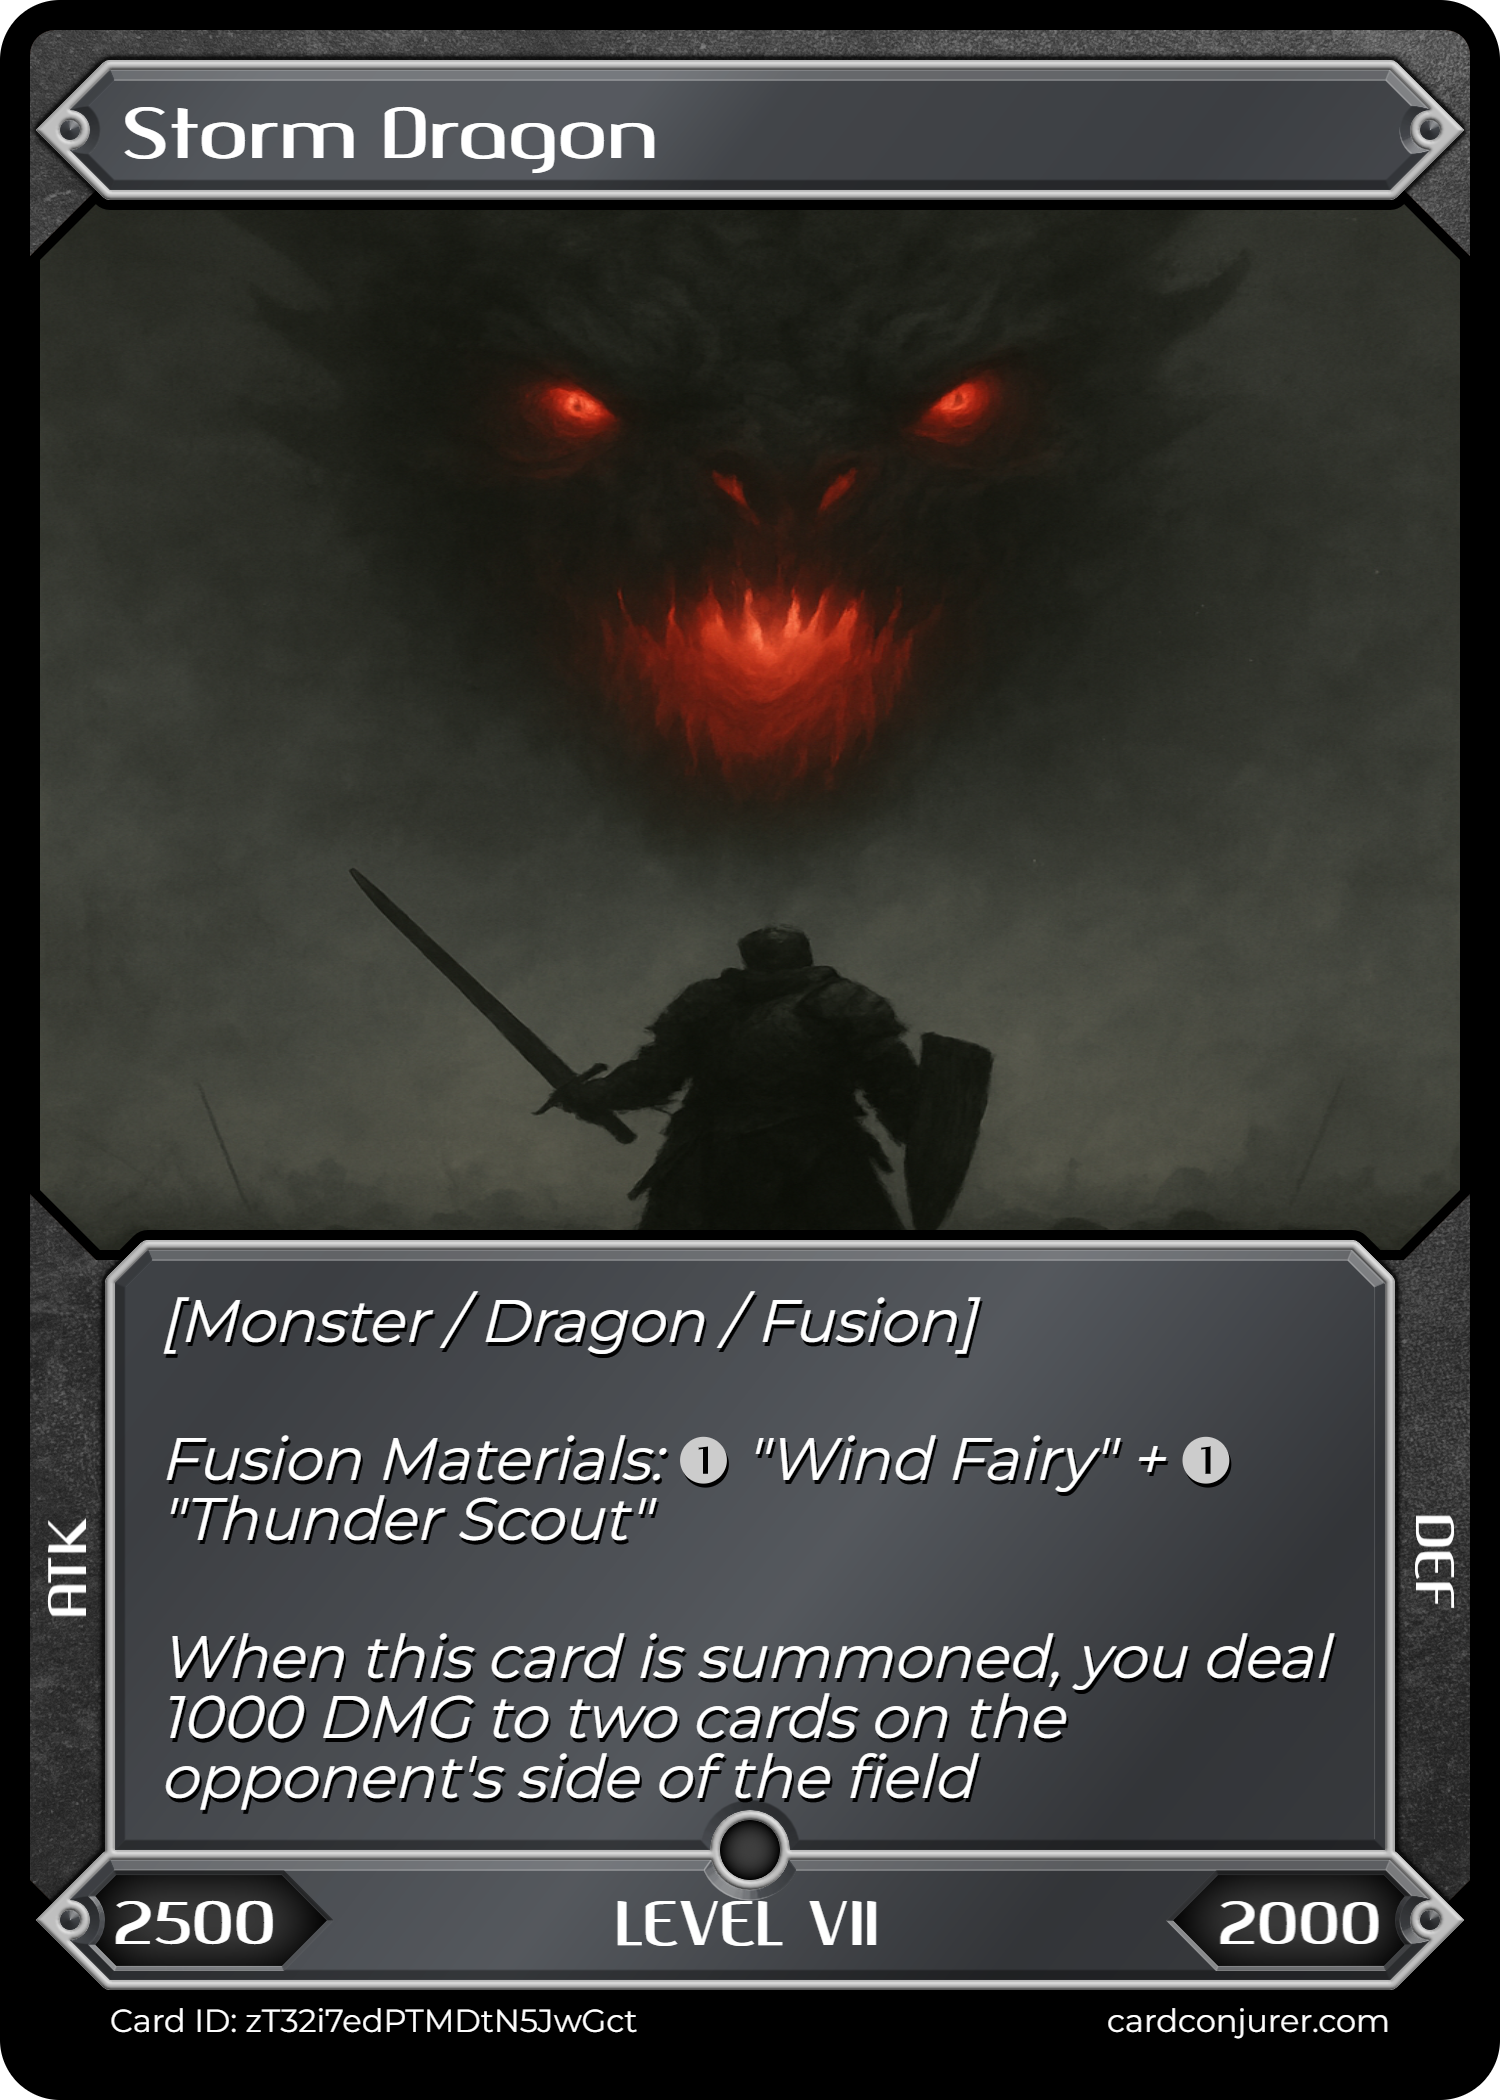 Storm Dragon
[Monster / Dragon / Fusion]
Fusion Materials: 1 "Wind Fairy" + 1
"Thunder Scout"
When this card is summoned, you deal
1000 DMG to two cards on the
opponent's side of the field
ATK
DEF
2500
LEVEL VII
2000
Card ID: zT32i7edPTMDtN5JwGct
cardconjurer.com